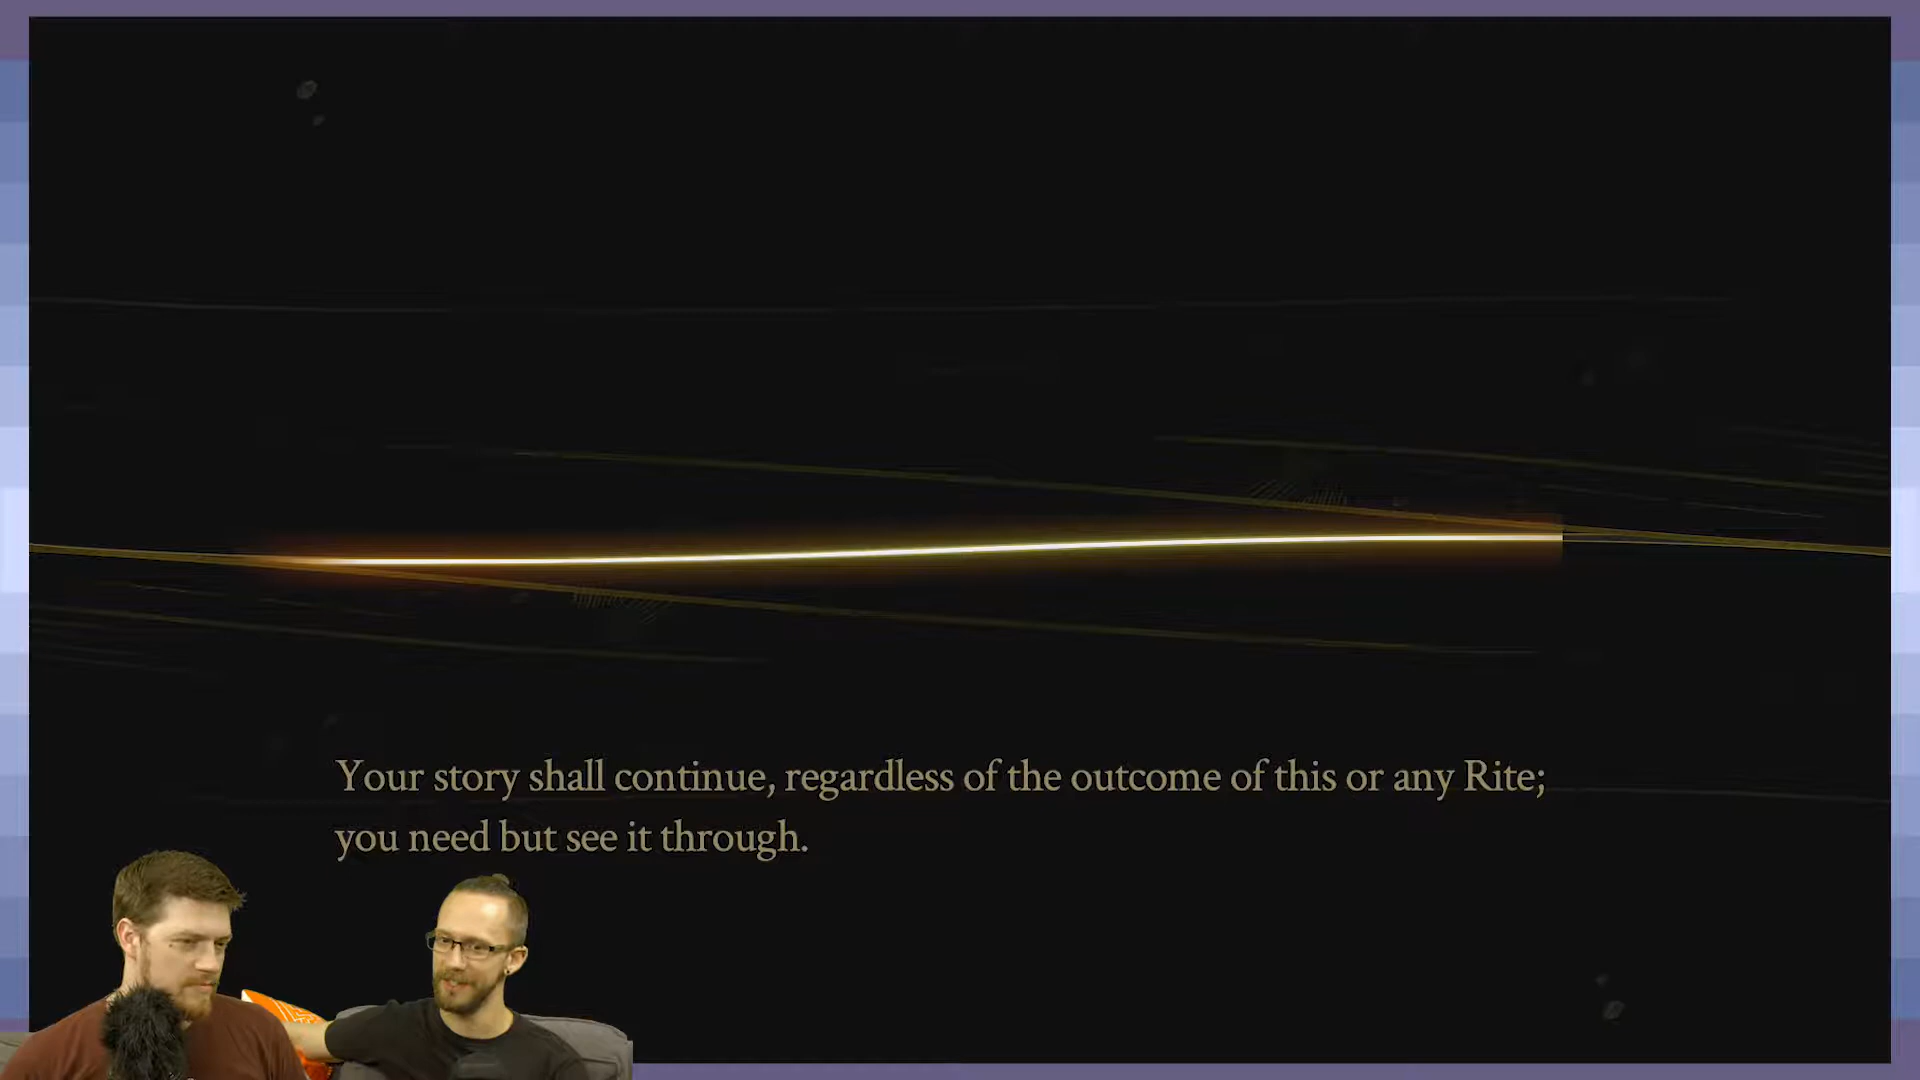 Your story shall continue, regardless of the outcome of this or any Rite;
you need but see it through.